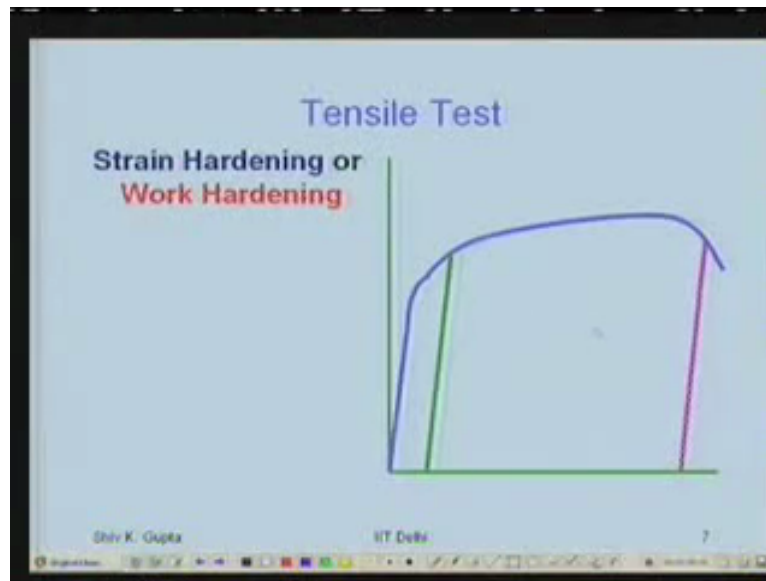 Tensile Test
Strain Hardening or
Work Hardening
Shiv K. Gupta
IIT Delhi
7